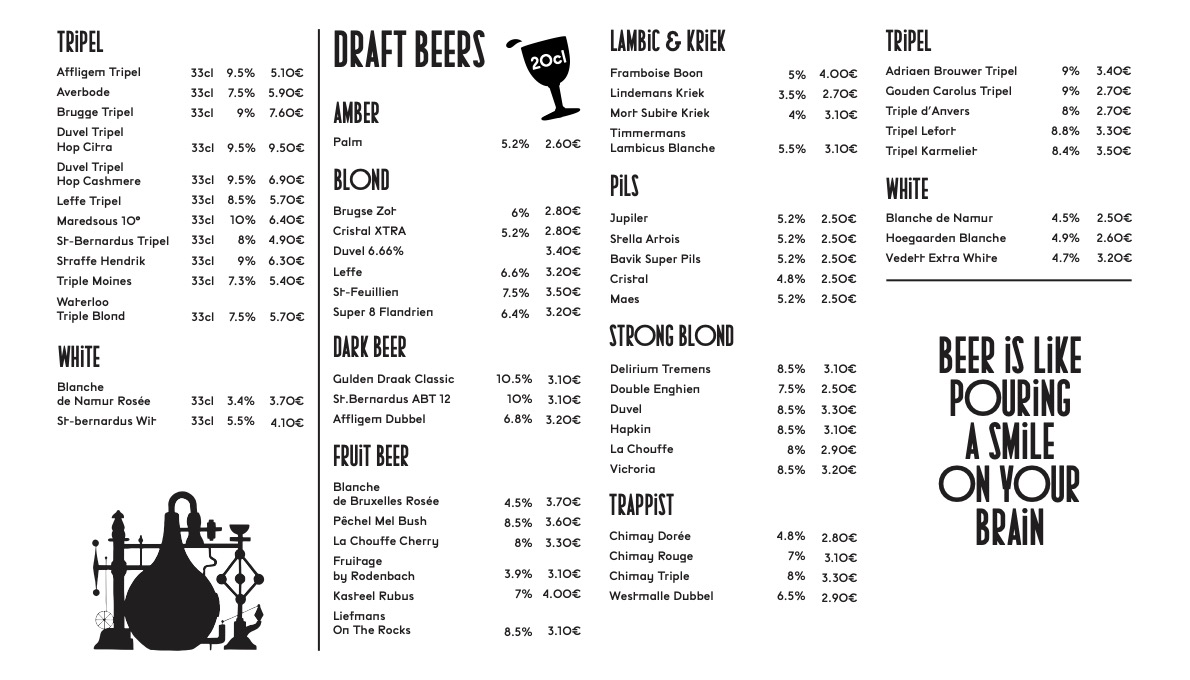 TRiPEL
Affligem Tripel 33cl 9.5% 5.10€
Averbode 33cl 7.5% 5.90€
Brugge Tripel 33cl 9% 7.60€
Duvel Tripel
Hop Citra 33cl 9.5% 9.50€
Duvel Tripel
Hop Cashmere 33cl 9.5% 6.90€
Leffe Tripel 33cl 8.5% 5.70€
Maredsous 10° 33cl 10% 6.40€
St-Bernardus Tripel 33cl 8% 4.90€
Straffe Hendrik 33cl 9% 6.30€
Triple Moines 33cl 7.3% 5.40€
Waterloo
Triple Blond 33cl 7.5% 5.70€
WHiTE
Blanche
de Namur Rosée 33cl 3.4% 3.70€
St-bernardus Wit 33cl 5.5% 4.10€
DRAFT BEERS
20cl
AMBER
Palm 5.2% 2.60€
BLOND
Brugse Zot 6% 2.80€
Cristal XTRA 5.2% 2.80€
Duvel 6.66% 3.40€
Leffe 6.6% 3.20€
St-Feuillien 7.5% 3.50€
Super 8 Flandrien 6.4% 3.20€
DARK BEER
Gulden Draak Classic 10.5% 3.10€
St.Bernardus ABT 12 10% 3.10€
Affligem Dubbel 6.8% 3.20€
FRUiT BEER
Blanche
de Bruxelles Rosée 4.5% 3.70€
Pêchel Mel Bush 8.5% 3.60€
La Chouffe Cherry 8% 3.30€
Fruitage
by Rodenbach 3.9% 3.10€
Kasteel Rubus 7% 4.00€
Liefmans
On The Rocks 8.5% 3.10€
LAMBiC & KRiEK
Framboise Boon 5% 4.00€
Lindemans Kriek 3.5% 2.70€
Mort Subite Kriek 4% 3.10€
Timmermans
Lambicus Blanche 5.5% 3.10€
PiLS
Jupiler 5.2% 2.50€
Stella Artois 5.2% 2.50€
Bavik Super Pils 5.2% 2.50€
Cristal 4.8% 2.50€
Maes 5.2% 2.50€
STRONG BLOND
Delirium Tremens 8.5% 3.10€
Double Enghien 7.5% 2.50€
Duvel 8.5% 3.30€
Hapkin 8.5% 3.10€
La Chouffe 8% 2.90€
Victoria 8.5% 3.20€
TRAPPiST
Chimay Dorée 4.8% 2.80€
Chimay Rouge 7% 3.10€
Chimay Triple 8% 3.30€
Westmalle Dubbel 6.5% 2.90€
TRiPEL
Adriaen Brouwer Tripel 9% 3.40€
Gouden Carolus Tripel 9% 2.70€
Triple d'Anvers 8% 2.70€
Tripel Lefort 8.8% 3.30€
Tripel Karmeliet 8.4% 3.50€
WHiTE
Blanche de Namur 4.5% 2.50€
Hoegaarden Blanche 4.9% 2.60€
Vedett Extra White 4.7% 3.20€
BEER iS LiKE
POURiNG
A SMiLE
ON YOUR
BRAiN